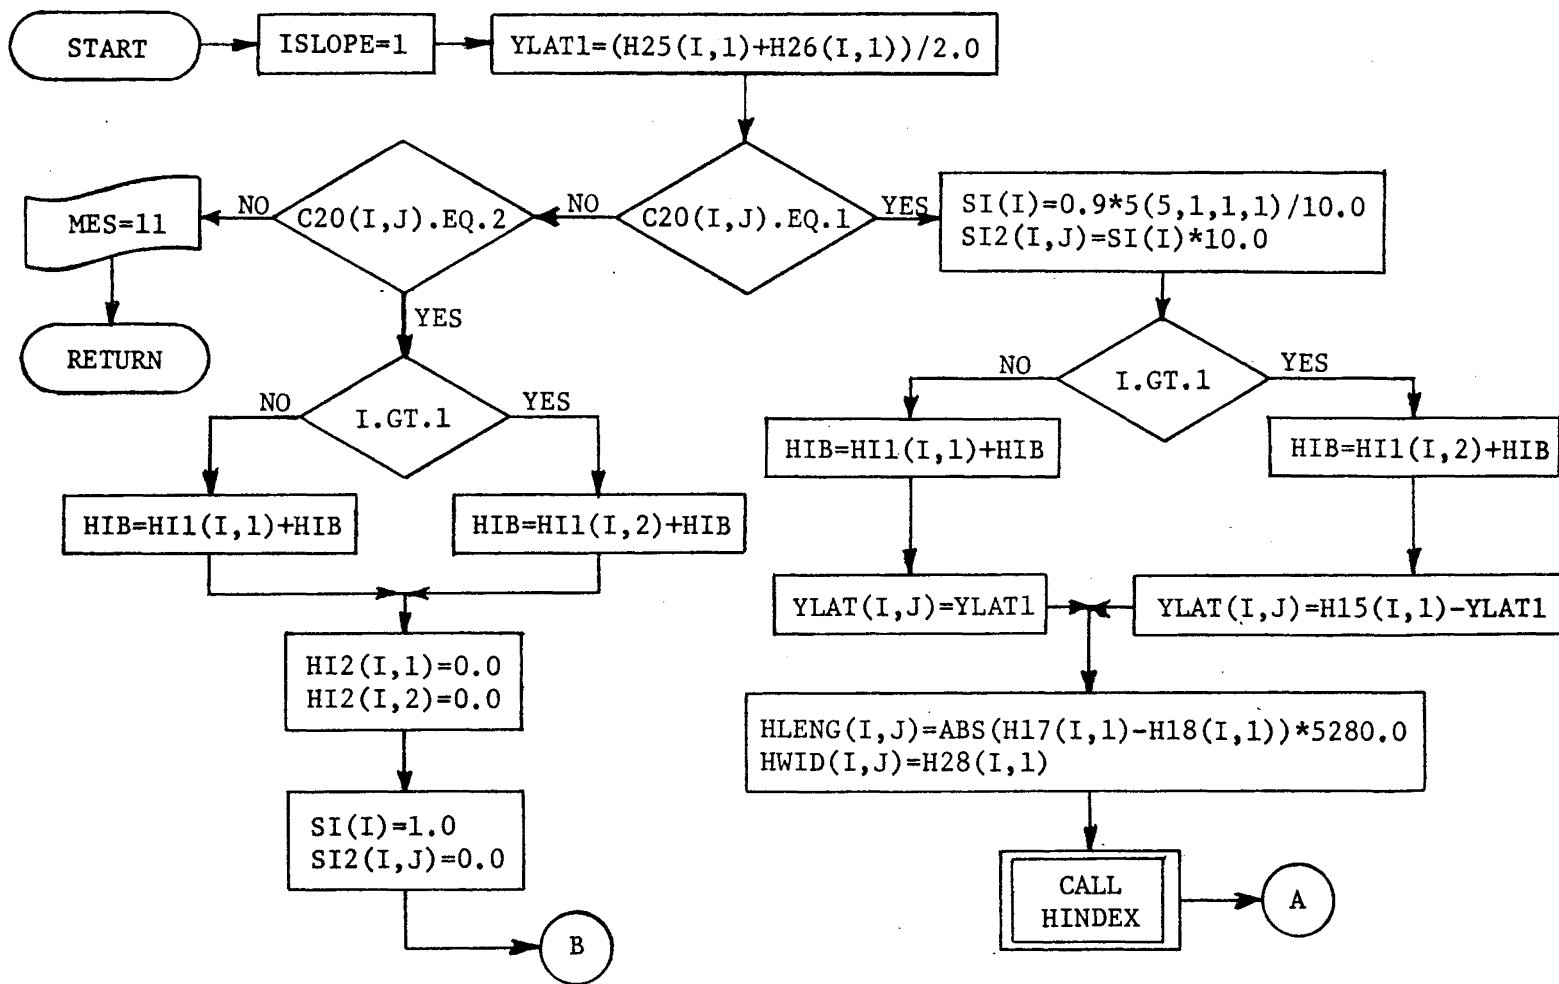 START
ISLOPE=1
YLAT1=(H25(I,1)+H26(I,1))/2.0
MES=11
NO
C20(I,J).EQ.2
NO
C20(I,J).EQ.1
YES
SI(I)=0.9*5(5,1,1,1)/10.0
SI2(I,J)=SI(I)*10.0
RETURN
YES
NO
I.GT.1
YES
NO
I.GT.1
YES
HIB=HI1(I,1)+HIB
HIB=HI1(I,2)+HIB
HIB=HI1(I,1)+HIB
HIB=HI1(I,2)+HIB
YLAT(I,J)=YLAT1
YLAT(I,J)=H15(I,1)-YLAT1
HI2(I,1)=0.0
HI2(I,2)=0.0
HLENG(I,J)=ABS(H17(I,1)-H18(I,1))*5280.0
HWID(I,J)=H28(I,1)
SI(I)=1.0
SI2(I,J)=0.0
CALL
HINDEX
A
B